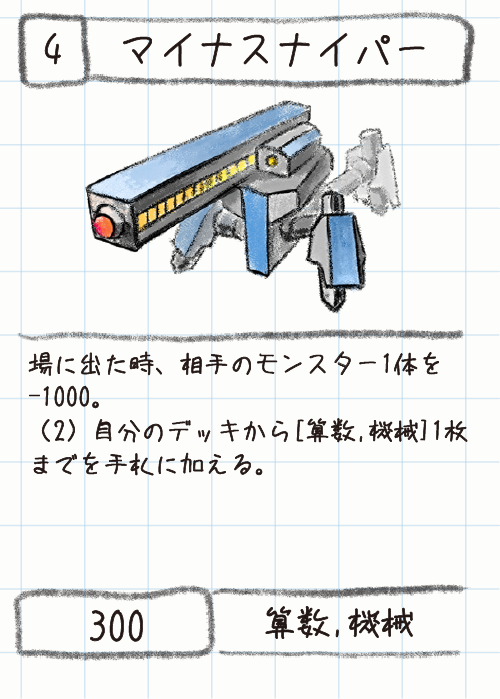 4
マイナスナイパー
場に出た時、相手のモンスター1体を
-1000。
（2）自分のデッキから[算数,機械]1枚
までを手札に加える。
300
算数,機械